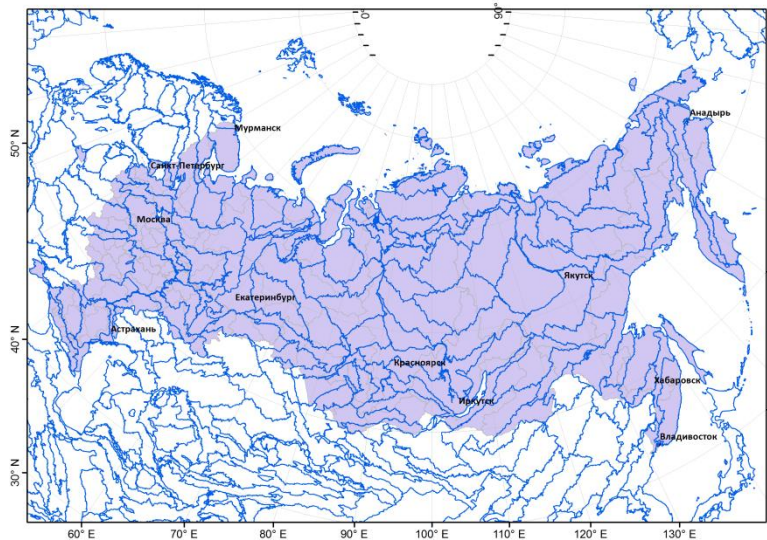 0°
90°
Анадырь
50° N
Мурманск
Санкт-Петербург
Москва
Якутск
Екатеринбург
40° N
Астрахань
Красноярск
Хабаровск
Иркутск
Владивосток
30° N
60° E
70° E
80° E
90° E
100° E
110° E
120° E
130° E